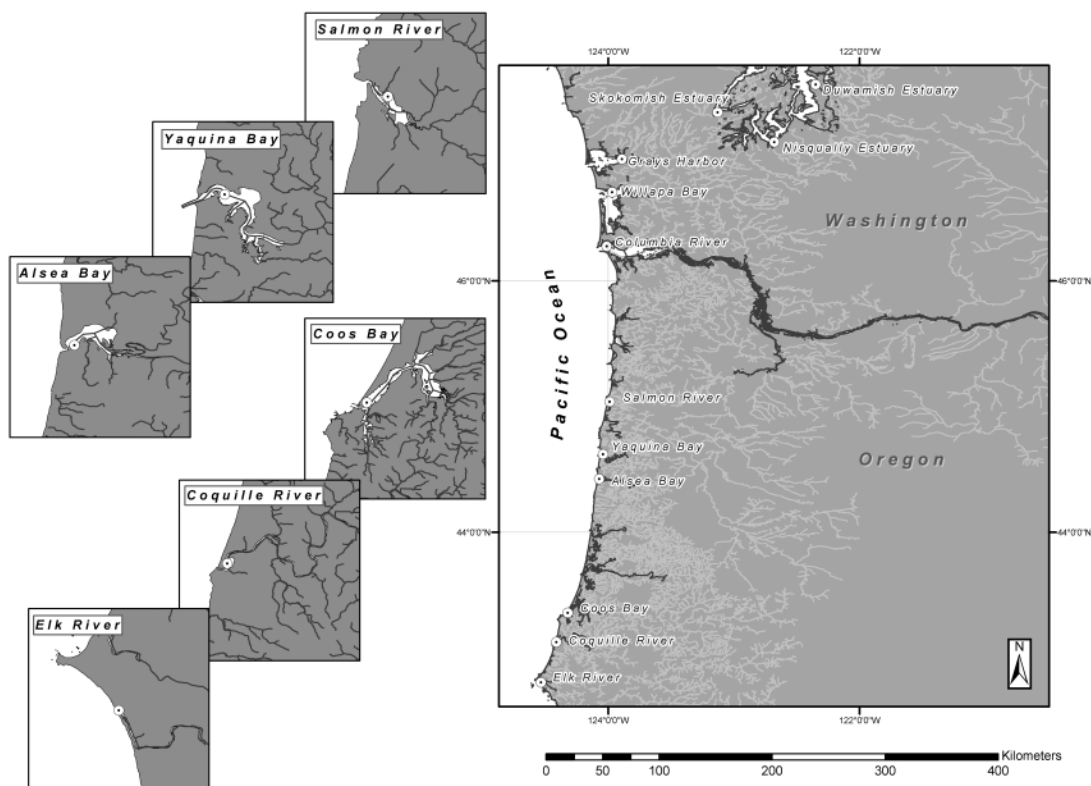 Salmon River
Yaquina Bay
Alsea Bay
Coos Bay
Coquille River
Elk River
124°0'0"W
122°0'0"W
Skokomish Estuary
Duwamish Estuary
Nisqually Estuary
Grays Harbor
Willapa Bay
Washington
Columbia River
46°0'0"N
46°0'0"N
Pacific Ocean
Salmon River
Yaquina Bay
Oregon
Alsea Bay
44°0'0"N
44°0'0"N
Coos Bay
Coquille River
Elk River
N
124°0'0"W
122°0'0"W
Kilometers
0 50 100 200 300 400